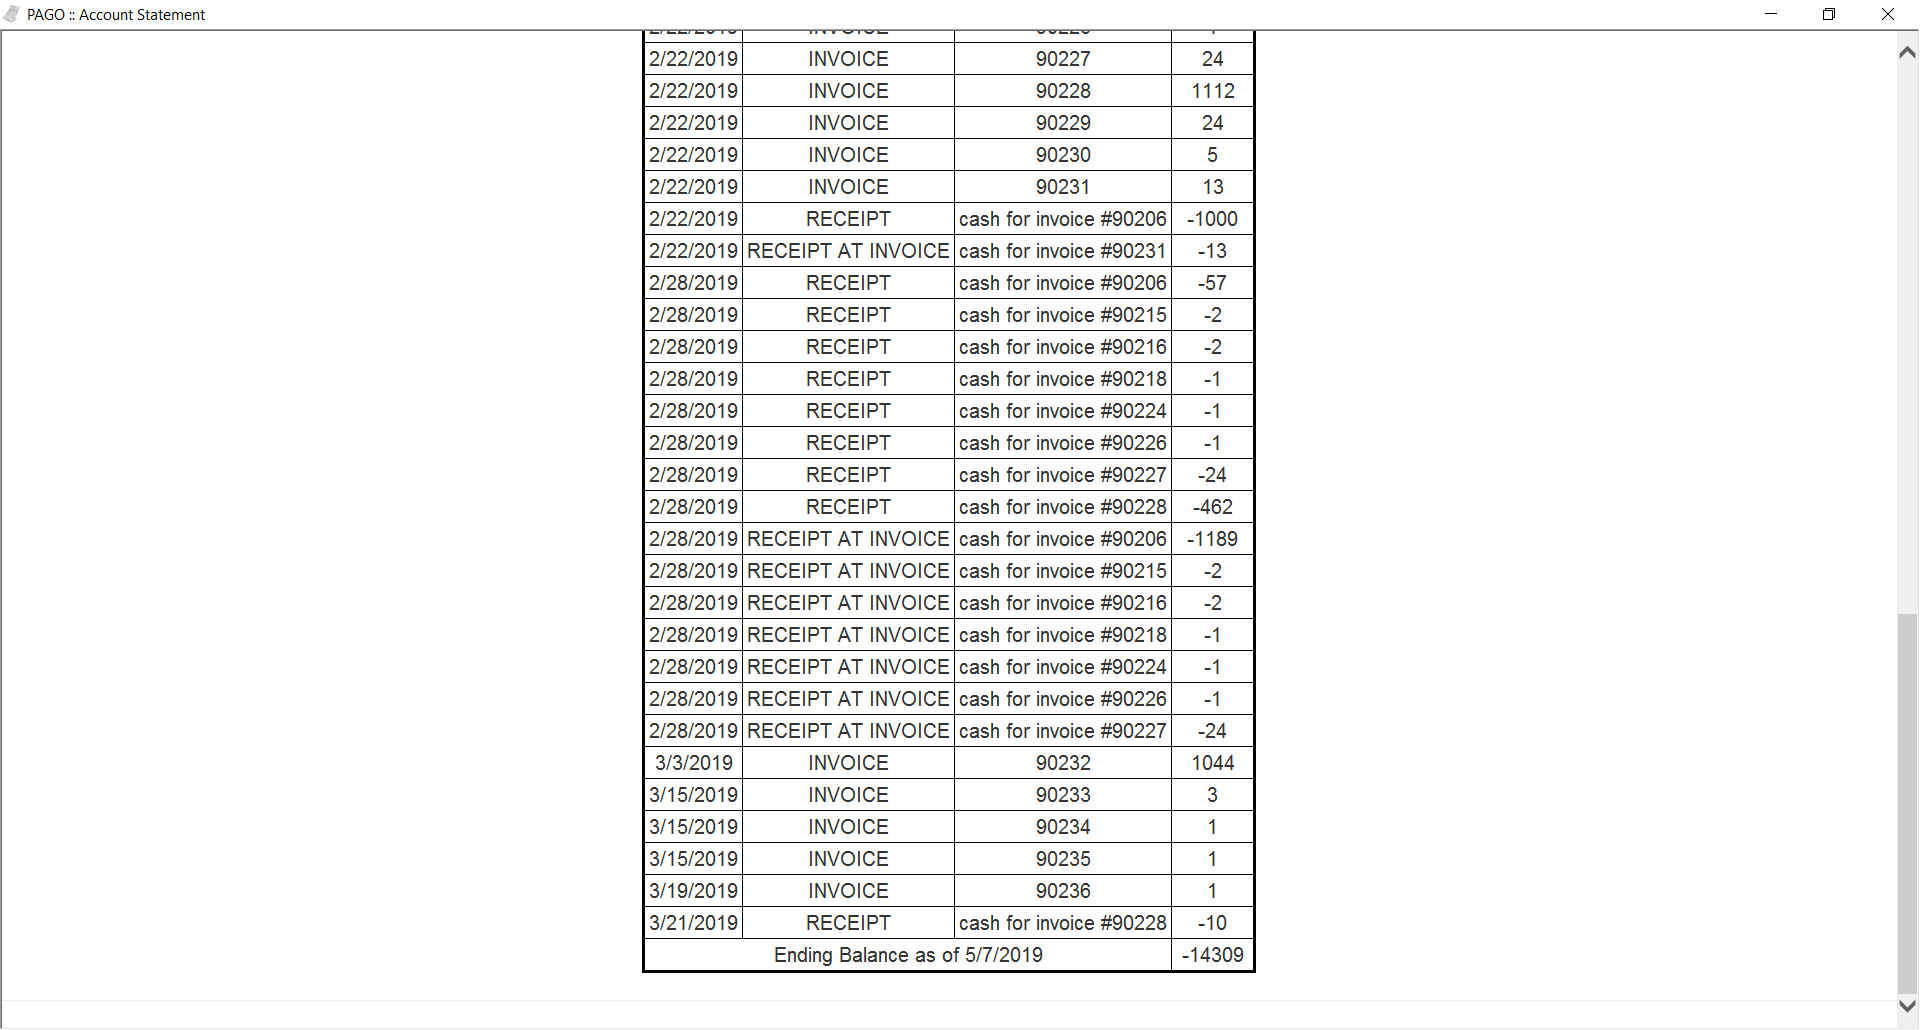 PAGO :: Account Statement
2/22/2019 INVOICE 90227 24
2/22/2019 INVOICE 90228 1112
2/22/2019 INVOICE 90229 24
2/22/2019 INVOICE 90230 5
2/22/2019 INVOICE 90231 13
2/22/2019 RECEIPT cash for invoice #90206 -1000
2/22/2019 RECEIPT AT INVOICE cash for invoice #90231 -13
2/28/2019 RECEIPT cash for invoice #90206 -57
2/28/2019 RECEIPT cash for invoice #90215 -2
2/28/2019 RECEIPT cash for invoice #90216 -2
2/28/2019 RECEIPT cash for invoice #90218 -1
2/28/2019 RECEIPT cash for invoice #90224 -1
2/28/2019 RECEIPT cash for invoice #90226 -1
2/28/2019 RECEIPT cash for invoice #90227 -24
2/28/2019 RECEIPT cash for invoice #90228 -462
2/28/2019 RECEIPT AT INVOICE cash for invoice #90206 -1189
2/28/2019 RECEIPT AT INVOICE cash for invoice #90215 -2
2/28/2019 RECEIPT AT INVOICE cash for invoice #90216 -2
2/28/2019 RECEIPT AT INVOICE cash for invoice #90218 -1
2/28/2019 RECEIPT AT INVOICE cash for invoice #90224 -1
2/28/2019 RECEIPT AT INVOICE cash for invoice #90226 -1
2/28/2019 RECEIPT AT INVOICE cash for invoice #90227 -24
3/3/2019 INVOICE 90232 1044
3/15/2019 INVOICE 90233 3
3/15/2019 INVOICE 90234 1
3/15/2019 INVOICE 90235 1
3/19/2019 INVOICE 90236 1
3/21/2019 RECEIPT cash for invoice #90228 -10
Ending Balance as of 5/7/2019 -14309